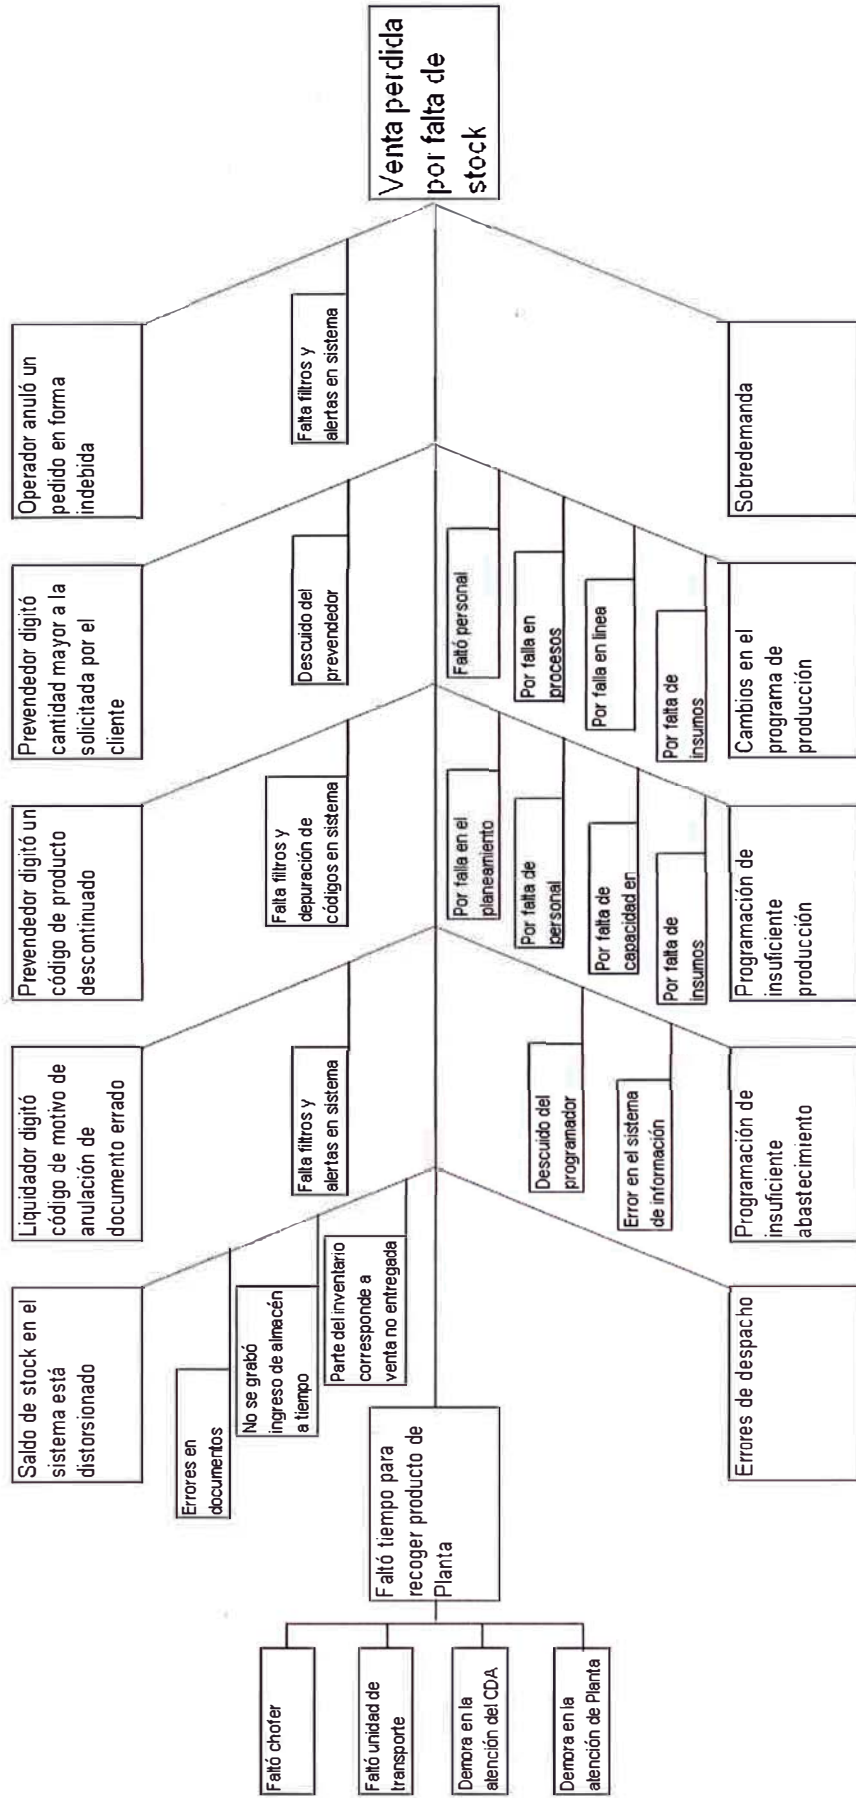 Saldo de stock en el
sistema está
distorsionado
Liquidador digitó
código de motivo de
anulación de
documento errado
Prevendedor digitó un
código de producto
descontinuado
Prevendedor digitó
cantidad mayor a la
solicitada por el
cliente
Operador anuló un
pedido en forma
indebida
Errores en
documentos
No se grabó
ingreso de almacén
a tiempo
Parte del inventario
corresponde a
venta no entregada
Falta filtros y
alertas en sistema
Falta filtros y
depuración de
códigos en sistema
Descuido del
prevendedor
Falta filtros y
alertas en sistema
Faltó chofer
Faltó unidad de
transporte
Demora en la
atención del CDA
Demora en la
atención de Planta
Faltó tiempo para
recoger producto de
Planta
Venta perdida
por falta de
stock
Descuido del
programador
Error en el sistema
de información
Por falla en el
planeamiento
Por falta de
personal
Por falta de
capacidad en
Por falta de
insumos
Faltó personal
Por falla en
procesos
Por falla en linea
Por falta de
insumos
Errores de despacho
Programación de
insuficiente
abastecimiento
Programación de
insuficiente
producción
Cambios en el
programa de
producción
Sobredemanda